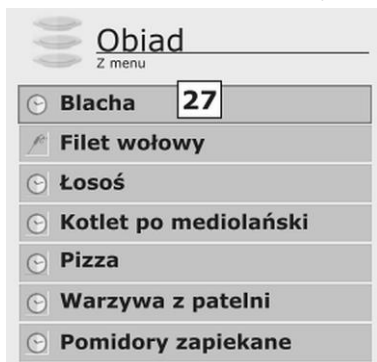 Obiad
Z menu
Blacha 27
Filet wołowy
Łosoś
Kotlet po mediolański
Pizza
Warzywa z patelni
Pomidory zapiekane